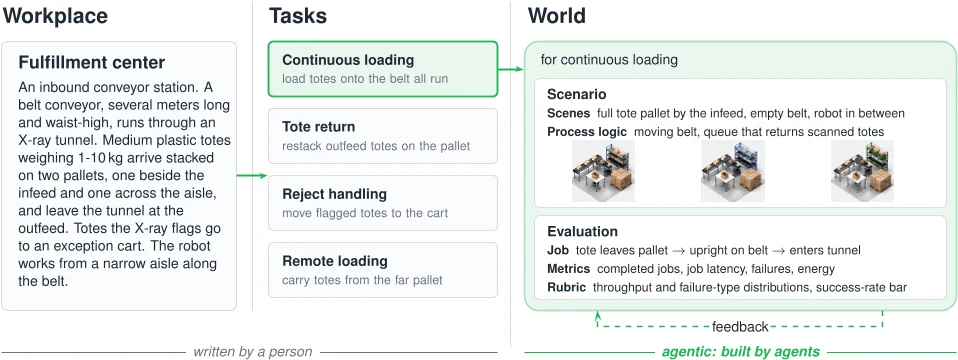 Workplace
Fulfillment center
An inbound conveyor station. A
belt conveyor, several meters long
and waist-high, runs through an
X-ray tunnel. Medium plastic totes
weighing 1-10 kg arrive stacked
on two pallets, one beside the
infeed and one across the aisle,
and leave the tunnel at the
outfeed. Totes the X-ray flags go
to an exception cart. The robot
works from a narrow aisle along
the belt.
Tasks
Continuous loading
load totes onto the belt all run
Tote return
restack outfeed totes on the pallet
Reject handling
move flagged totes to the cart
Remote loading
carry totes from the far pallet
written by a person
World
for continuous loading
Scenario
Scenes full tote pallet by the infeed, empty belt, robot in between
Process logic moving belt, queue that returns scanned totes
Evaluation
Job tote leaves pallet → upright on belt → enters tunnel
Metrics completed jobs, job latency, failures, energy
Rubric throughput and failure-type distributions, success-rate bar
feedback
agentic: built by agents